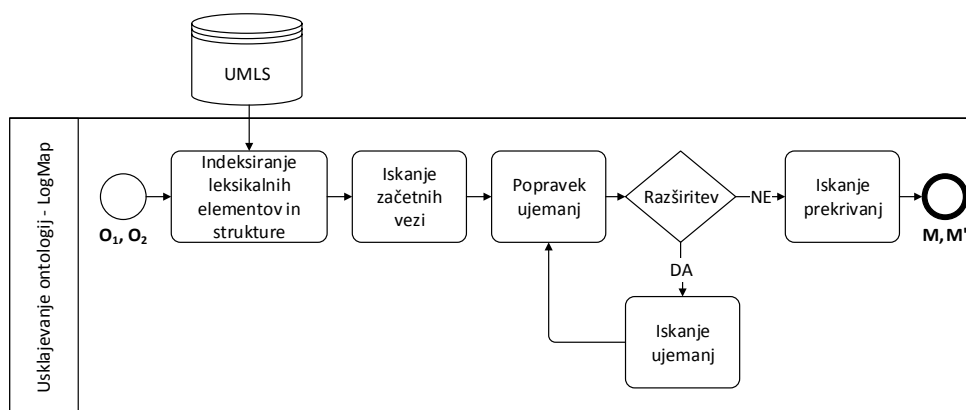 UMLS
Usklajevanje ontologij - LogMap
O₁, O₂
Indeksiranje
leksikalnih
elementov in
strukture
Iskanje
začetnih
vezi
Popravek
ujemanj
Razširitev
NE
Iskanje
prekrivanj
M, M'
DA
Iskanje
ujemanj